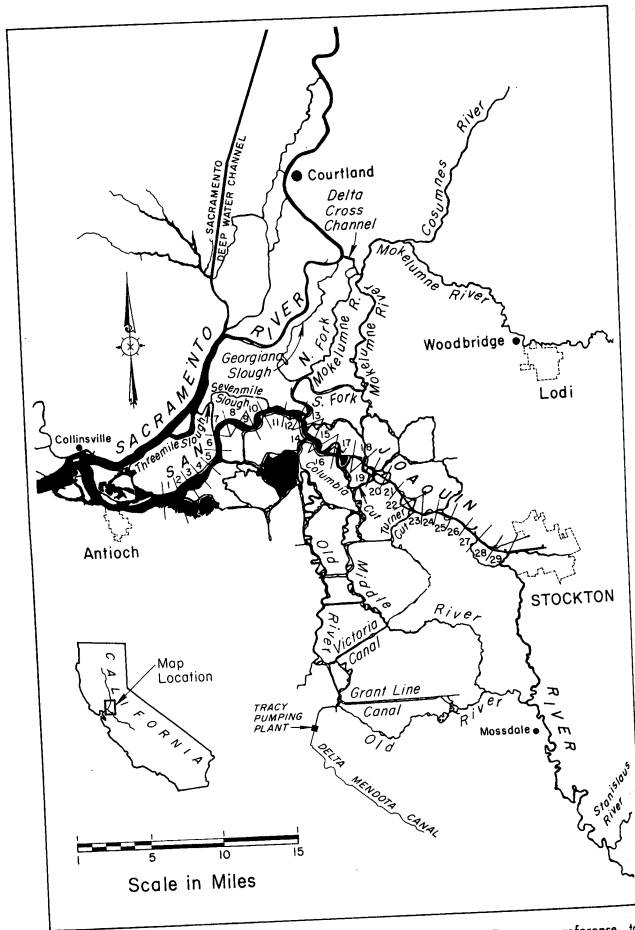 Courtland
Delta
Cross
Channel
SACRAMENTO
DEEP WATER CHANNEL
Cosumnes River
Mokelumne
River
Woodbridge
Lodi
SACRAMENTO RIVER
N. Fork
Mokelumne R.
Mokelumne River
Georgiana
Slough
Sevenmile
Slough
S. Fork
Collinsville
Threemile Slough
SAN JOAQUIN
1 2 3 4 5 6 7 8 9 10 11 12 13 14 15 16 17 18 19 20 21 22 23 24 25 26 27 28 29
Columbia Cut
Turner Cut
Antioch
STOCKTON
Old River
Middle River
Victoria
Canal
Grant Line
Canal
Old River
RIVER
Mossdale
Stanislaus
River
TRACY
PUMPING
PLANT
DELTA MENDOTA CANAL
CALIFORNIA
Map
Location
1 5 10 15
Scale in Miles
reference to